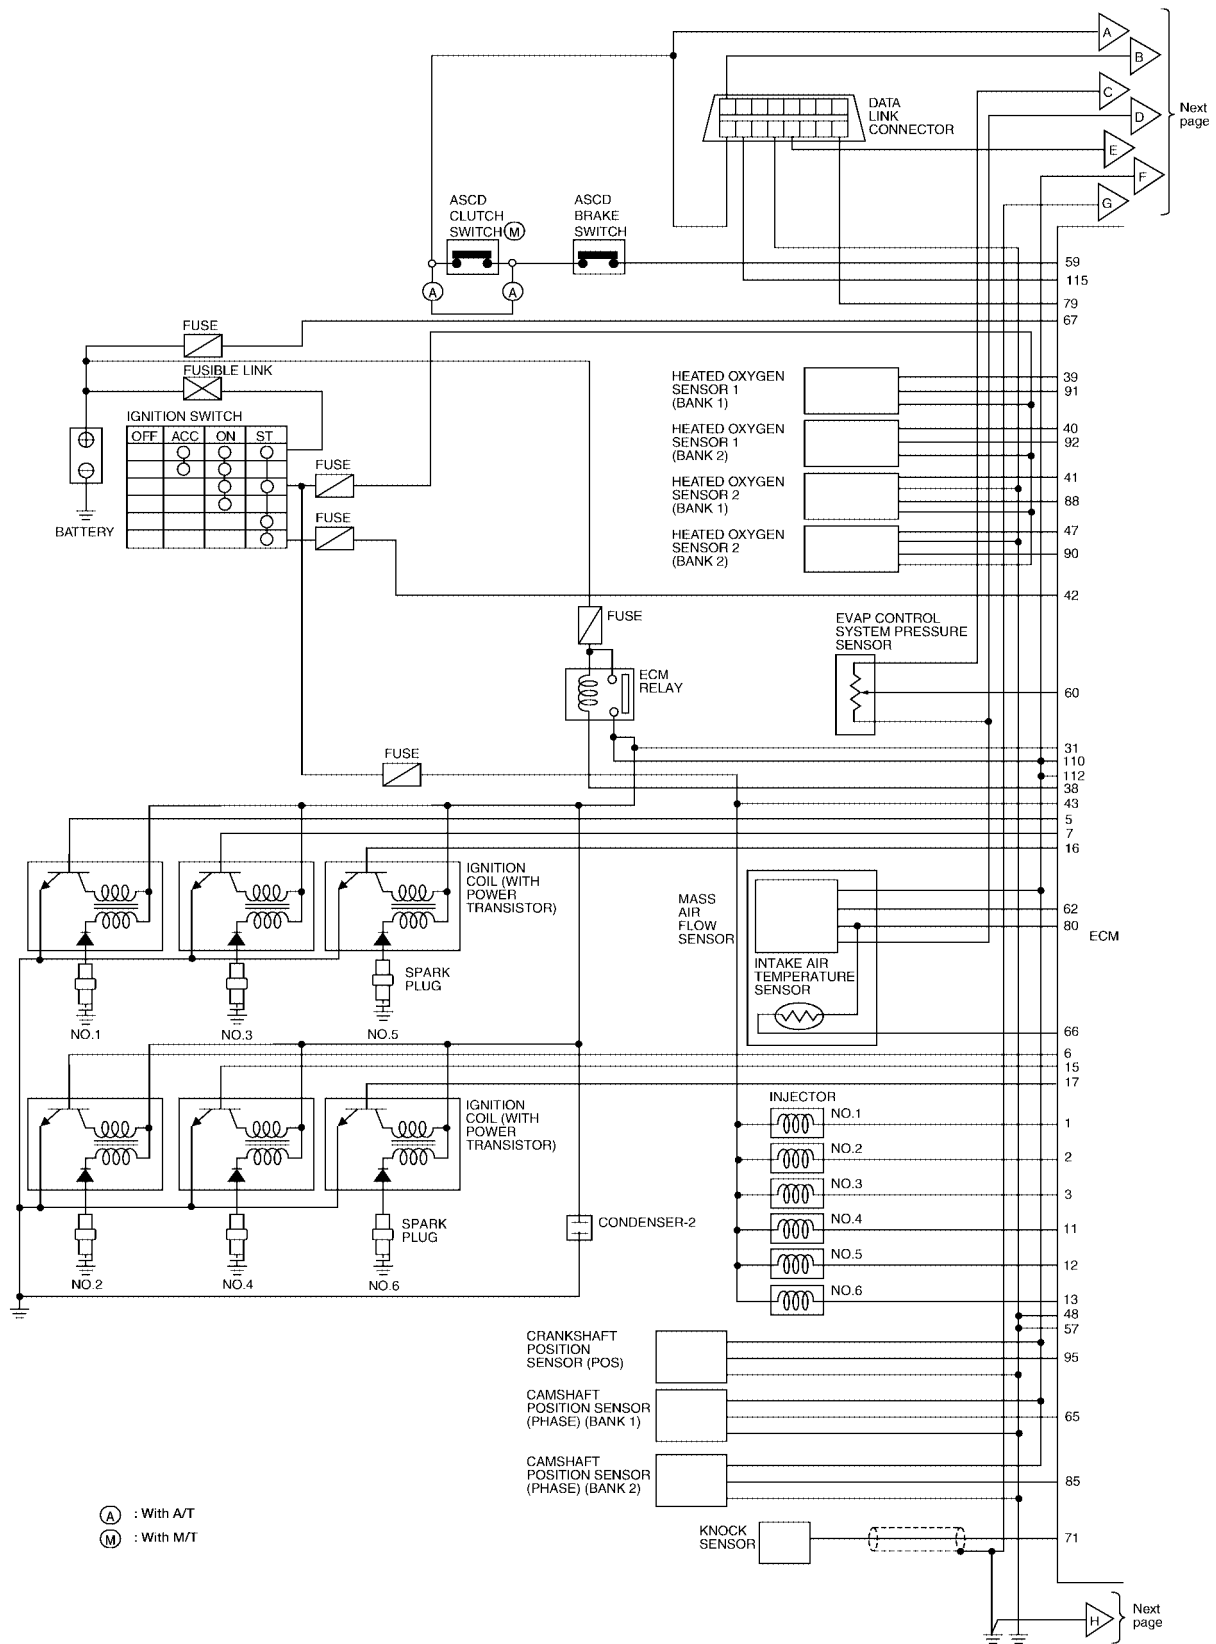 A
B
C
D
E
F
G
Next
page
DATA
LINK
CONNECTOR
ASCD
CLUTCH
SWITCH M
ASCD
BRAKE
SWITCH
A
A
59
115
79
67
FUSE
FUSIBLE LINK
IGNITION SWITCH
OFF ACC ON ST
FUSE
FUSE
BATTERY
HEATED OXYGEN
SENSOR 1
(BANK 1)
39
91
HEATED OXYGEN
SENSOR 1
(BANK 2)
40
92
HEATED OXYGEN
SENSOR 2
(BANK 1)
41
88
HEATED OXYGEN
SENSOR 2
(BANK 2)
47
90
42
FUSE
EVAP CONTROL
SYSTEM PRESSURE
SENSOR
ECM
RELAY
60
FUSE
31
110
112
38
43
5
7
16
IGNITION
COIL (WITH
POWER
TRANSISTOR)
MASS
AIR
FLOW
SENSOR
62
80
ECM
INTAKE AIR
TEMPERATURE
SENSOR
SPARK
PLUG
NO.1
NO.3
NO.5
66
6
15
17
IGNITION
COIL (WITH
POWER
TRANSISTOR)
INJECTOR
NO.1
1
NO.2
2
NO.3
3
NO.4
11
NO.5
12
NO.6
13
48
57
SPARK
PLUG
CONDENSER-2
NO.2
NO.4
NO.6
CRANKSHAFT
POSITION
SENSOR (POS)
95
CAMSHAFT
POSITION SENSOR
(PHASE) (BANK 1)
65
CAMSHAFT
POSITION SENSOR
(PHASE) (BANK 2)
85
A : With A/T
M : With M/T
KNOCK
SENSOR
71
H
Next
page